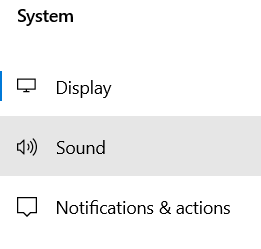 System
Display
Sound
Notifications & actions